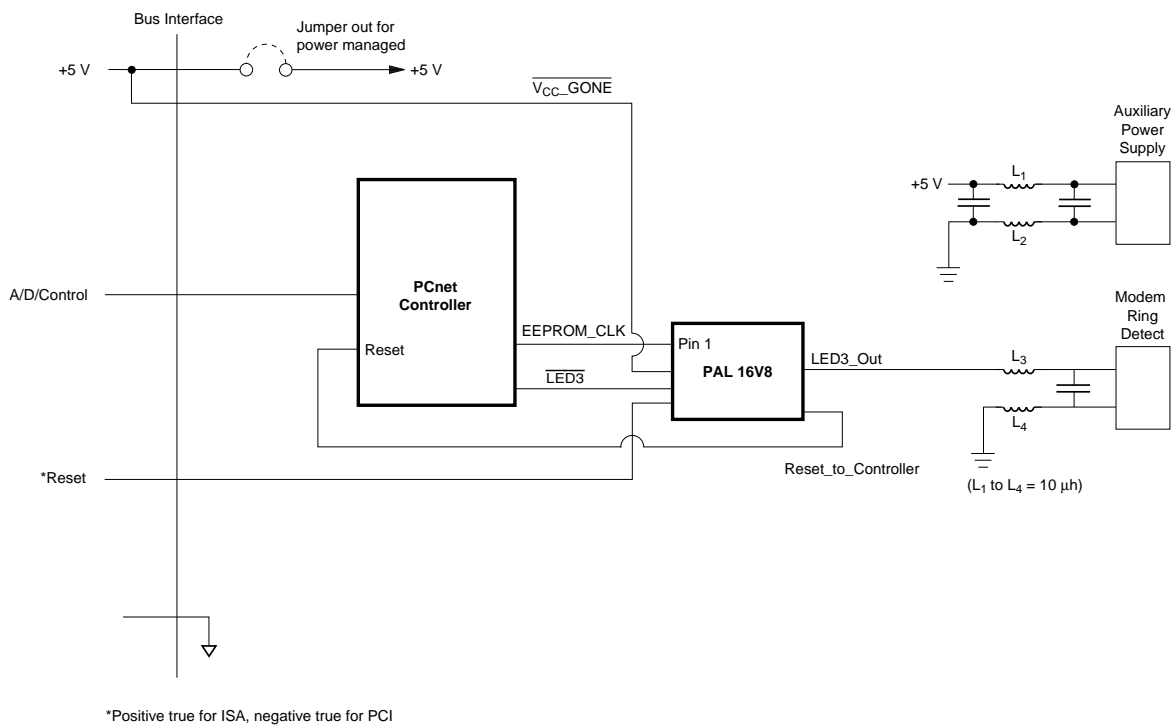 Bus Interface
Jumper out for
power managed
+5 V
+5 V
V̅C̅C̅_̅G̅O̅N̅E̅
Auxiliary
Power
Supply
L1
+5 V
L2
PCnet
Controller
A/D/Control
Modem
Ring
Detect
EEPROM_CLK
Reset
Pin 1
LED3_Out
L3
PAL 16V8
L̅E̅D̅3̅
L4
Reset_to_Controller
*Reset
(L1 to L4 = 10 μh)
*Positive true for ISA, negative true for PCI